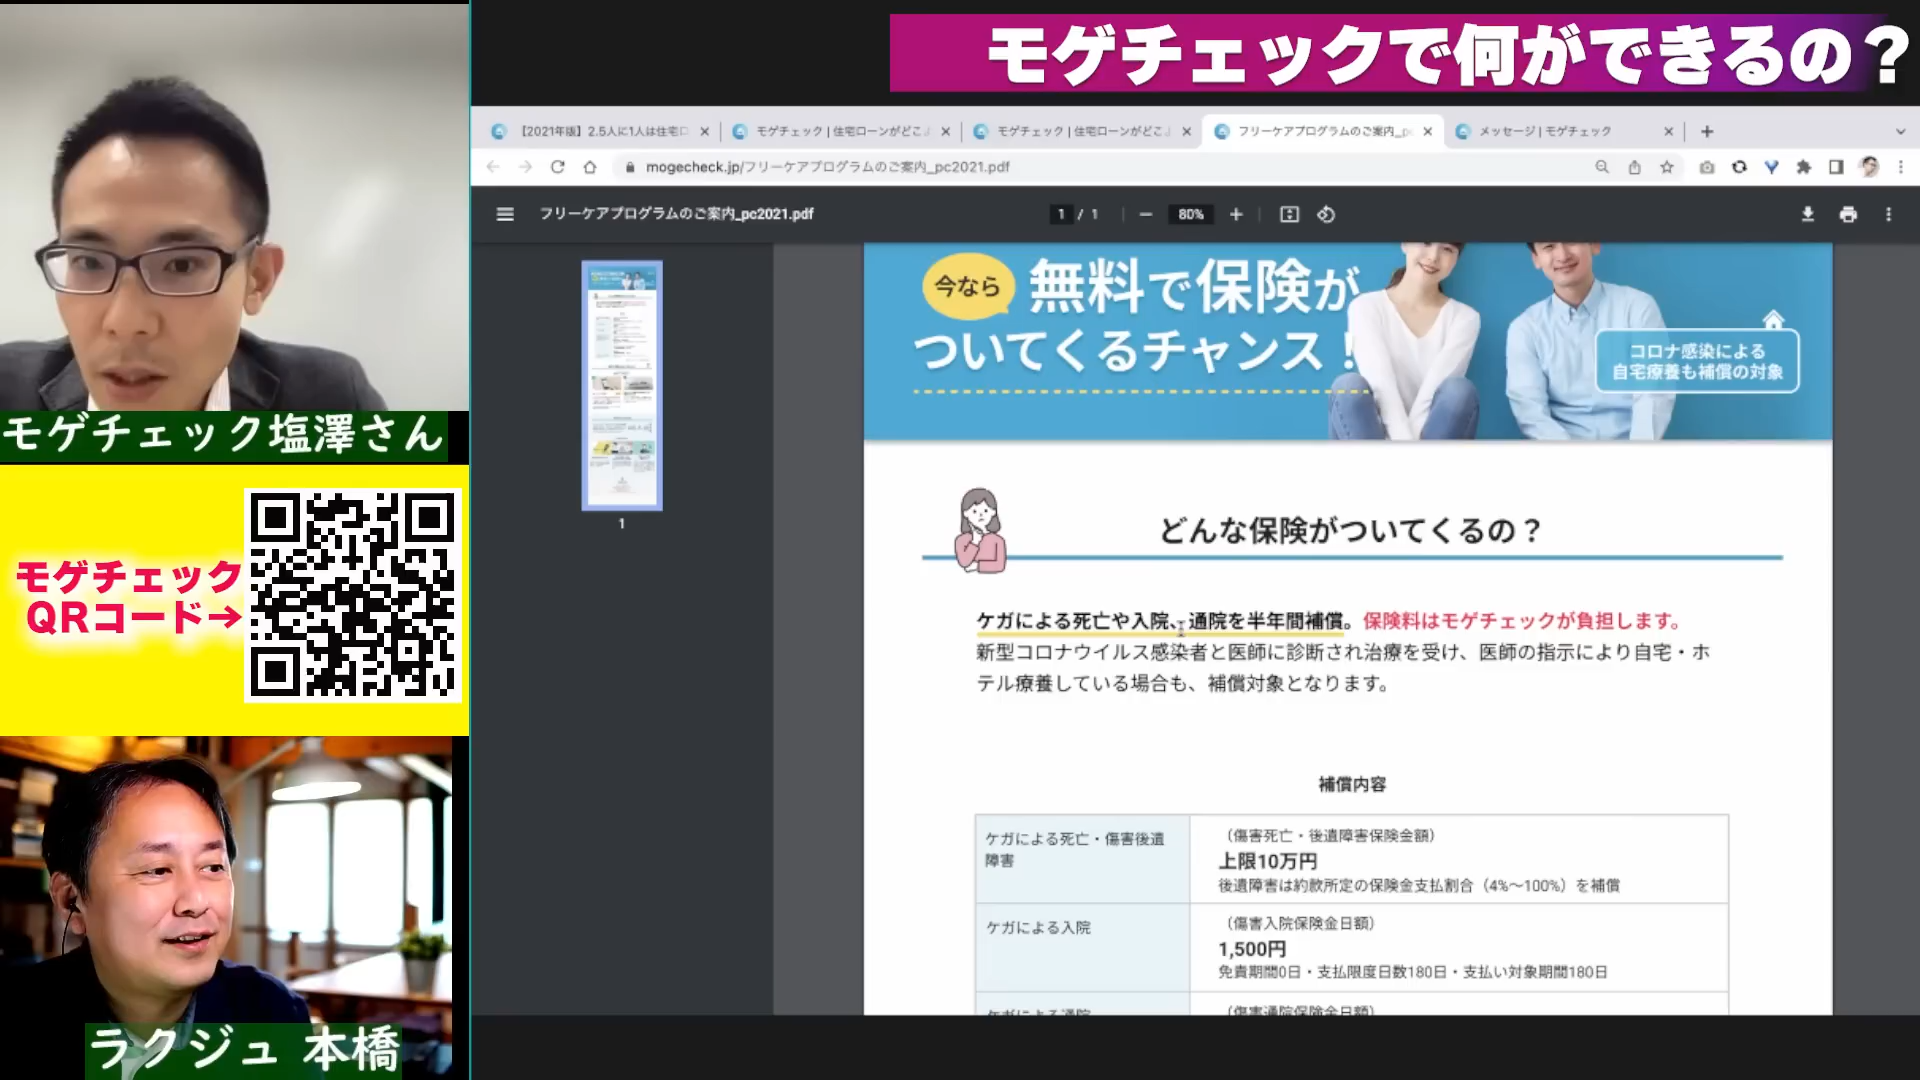 モゲチェックで何ができるの？
モゲチェック塩澤さん
モゲチェック
QRコード→
ラクジュ 本橋
【2021年版】2.5人に1人は住宅ロ
モゲチェック | 住宅ローンがどこ
モゲチェック | 住宅ローンがどこ
フリーケアプログラムのご案内_pc
メッセージ | モゲチェック
mogecheck.jp/フリーケアプログラムのご案内_pc2021.pdf
フリーケアプログラムのご案内_pc2021.pdf
1 / 1
80%
1
今なら 無料で保険が
ついてくるチャンス！
コロナ感染による
自宅療養も補償の対象
どんな保険がついてくるの？
ケガによる死亡や入院、通院を半年間補償。保険料はモゲチェックが負担します。
新型コロナウイルス感染者と医師に診断され治療を受け、医師の指示により自宅・ホ
テル療養している場合も、補償対象となります。
補償内容
ケガによる死亡・傷害後遺
障害
（傷害死亡・後遺障害保険金額）
上限10万円
後遺障害は約款所定の保険金支払割合（4%〜100%）を補償
ケガによる入院
（傷害入院保険金日額）
1,500円
免責期間0日・支払限度日数180日・支払い対象期間180日
ケガによる通院
（傷害通院保険金日額）